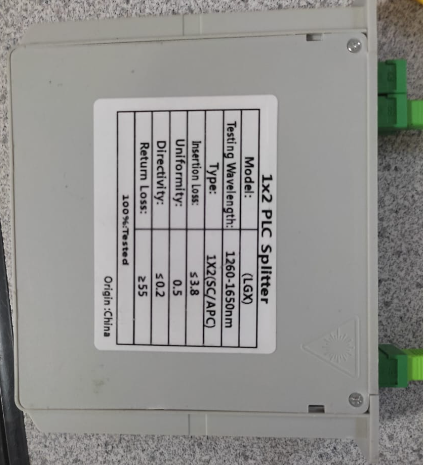 1x2 PLC Splitter
Model: (LGX)
Testing Wavelength: 1260-1650nm
Type: 1X2(SC/APC)
Insertion Loss: ≤3.8
Uniformity: 0.5
Directivity: ≤0.2
Return Loss: ≥55
100%Tested
Origin :China